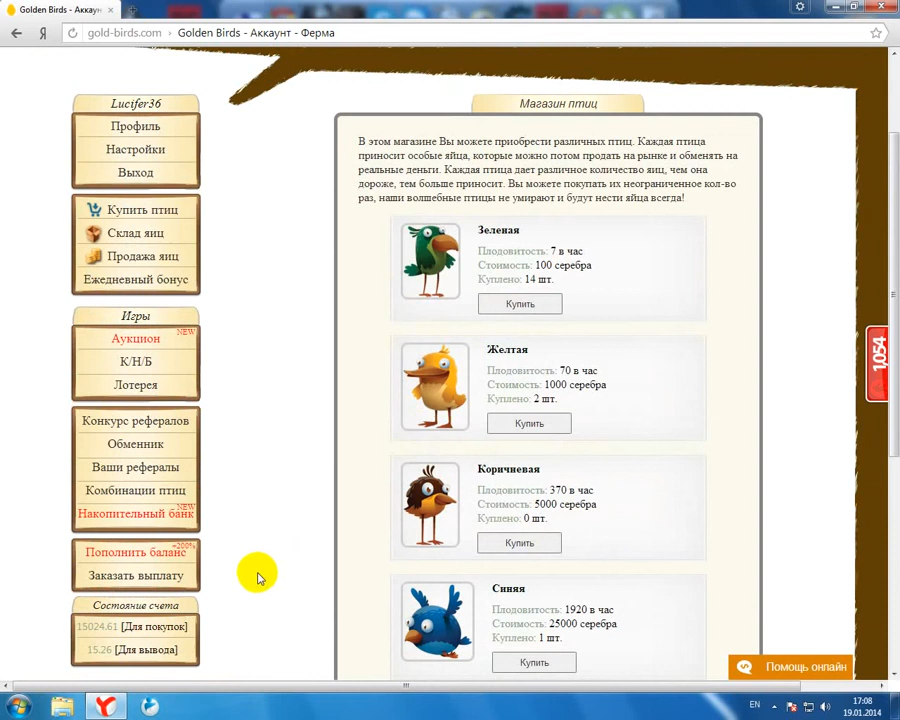 Golden Birds - Аккаун
gold-birds.com › Golden Birds - Аккаунт - Ферма
Lucifer36
Профиль
Настройки
Выход
Купить птиц
Склад яиц
Продажа яиц
Ежедневный бонус
Игры
NEW
Аукцион
К/Н/Б
Лотерея
Конкурс рефералов
Обменник
Ваши рефералы
Комбинации птиц
NEW
Накопительный банк
+200%
Пополнить баланс
Заказать выплату
Состояние счета
15024.61 [Для покупок]
15.26 [Для вывода]
Магазин птиц
В этом магазине Вы можете приобрести различных птиц. Каждая птица
приносит особые яйца, которые можно потом продать на рынке и обменять на
реальные деньги. Каждая птица дает различное количество яиц, чем она
дороже, тем больше приносит. Вы можете покупать их неограниченное кол-во
раз, наши волшебные птицы не умирают и будут нести яйца всегда!
Зеленая
Плодовитость: 7 в час
Стоимость: 100 серебра
Куплено: 14 шт.
Купить
Желтая
Плодовитость: 70 в час
Стоимость: 1000 серебра
Куплено: 2 шт.
Купить
Коричневая
Плодовитость: 370 в час
Стоимость: 5000 серебра
Куплено: 0 шт.
Купить
Синяя
Плодовитость: 1920 в час
Стоимость: 25000 серебра
Куплено: 1 шт.
Купить
1,054
Помощь онлайн
EN
17:08
19.01.2014